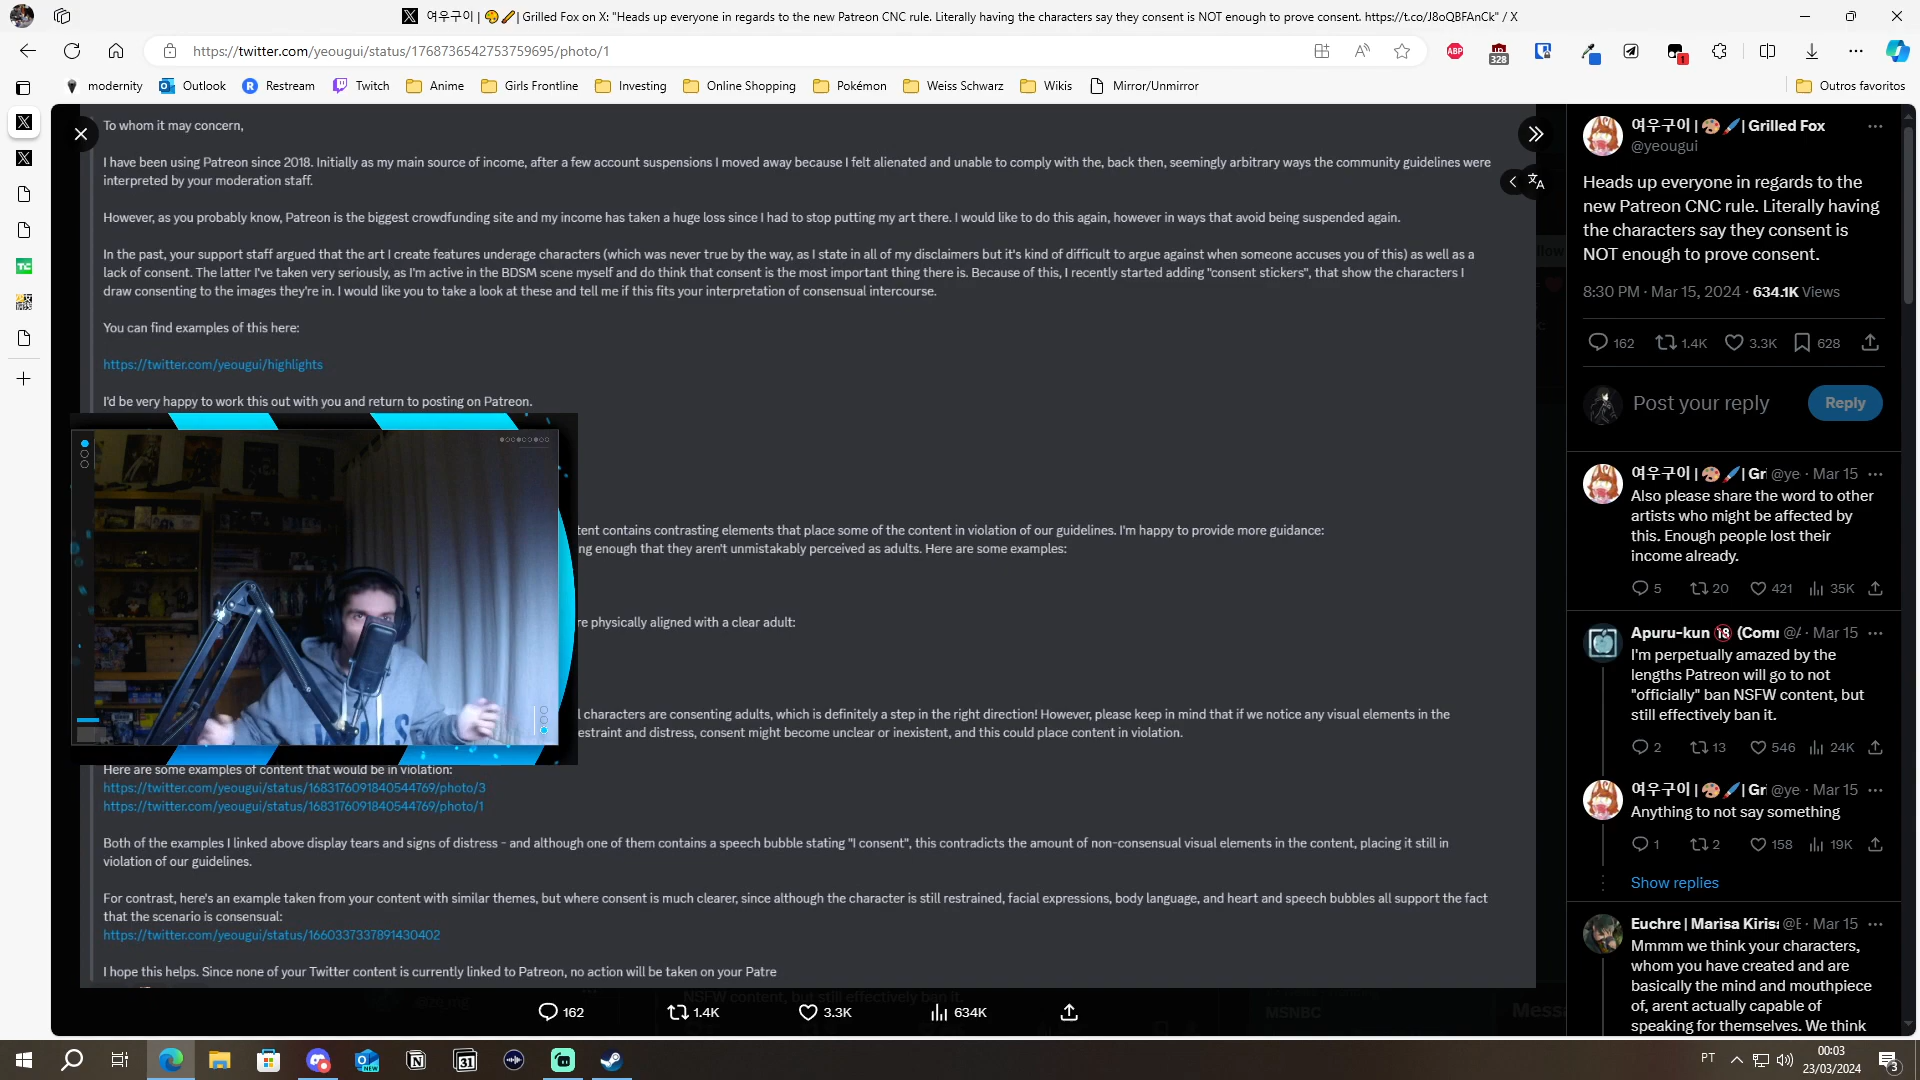 여우구이 | 🎨🖌| Grilled Fox on X: "Heads up everyone in regards to the new Patreon CNC rule. Literally having the characters say they consent is NOT enough to prove consent. https://t.co/J8oQBFAnCk" / X
https://twitter.com/yeougui/status/1768736542753759695/photo/1
ABP
328
1
modernity
Outlook
Restream
Twitch
Anime
Girls Frontline
Investing
Online Shopping
Pokémon
Weiss Schwarz
Wikis
Mirror/Unmirror
Outros favoritos
To whom it may concern,
I have been using Patreon since 2018. Initially as my main source of income, after a few account suspensions I moved away because I felt alienated and unable to comply with the, back then, seemingly arbitrary ways the community guidelines were
interpreted by your moderation staff.
However, as you probably know, Patreon is the biggest crowdfunding site and my income has taken a huge loss since I had to stop putting my art there. I would like to do this again, however in ways that avoid being suspended again.
In the past, your support staff argued that the art I create features underage characters (which was never true by the way, as I state in all of my disclaimers but it's kind of difficult to argue against when someone accuses you of this) as well as a
lack of consent. The latter I've taken very seriously, as I'm active in the BDSM scene myself and do think that consent is the most important thing there is. Because of this, I recently started adding "consent stickers", that show the characters I
draw consenting to the images they're in. I would like you to take a look at these and tell me if this fits your interpretation of consensual intercourse.
You can find examples of this here:
https://twitter.com/yeougui/highlights
I'd be very happy to work this out with you and return to posting on Patreon.
tent contains contrasting elements that place some of the content in violation of our guidelines. I'm happy to provide more guidance:
ng enough that they aren't unmistakably perceived as adults. Here are some examples:
re physically aligned with a clear adult:
l characters are consenting adults, which is definitely a step in the right direction! However, please keep in mind that if we notice any visual elements in the
estraint and distress, consent might become unclear or inexistent, and this could place content in violation.
Here are some examples of content that would be in violation:
https://twitter.com/yeougui/status/1683176091840544769/photo/3
https://twitter.com/yeougui/status/1683176091840544769/photo/1
Both of the examples I linked above display tears and signs of distress - and although one of them contains a speech bubble stating "I consent", this contradicts the amount of non-consensual visual elements in the content, placing it still in
violation of our guidelines.
For contrast, here's an example taken from your content with similar themes, but where consent is much clearer, since although the character is still restrained, facial expressions, body language, and heart and speech bubbles all support the fact
that the scenario is consensual:
https://twitter.com/yeougui/status/1660337337891430402
I hope this helps. Since none of your Twitter content is currently linked to Patreon, no action will be taken on your Patre
NSFW content, but still effectively ban it.
MSNBC
Messa
162
1.4K
3.3K
634K
여우구이 | 🎨🖌| Grilled Fox
@yeougui
Heads up everyone in regards to the
new Patreon CNC rule. Literally having
the characters say they consent is
NOT enough to prove consent.
8:30 PM · Mar 15, 2024 · 634.1K Views
162
1.4K
3.3K
628
Post your reply
Reply
여우구이 | 🎨🖌| Gri @ye · Mar 15
Also please share the word to other
artists who might be affected by
this. Enough people lost their
income already.
5
20
421
35K
Apuru-kun 🔞 (Comı @A · Mar 15
I'm perpetually amazed by the
lengths Patreon will go to not
"officially" ban NSFW content, but
still effectively ban it.
2
13
546
24K
여우구이 | 🎨🖌| Gri @ye · Mar 15
Anything to not say something
1
2
158
19K
Show replies
Euchre | Marisa Kiris @E · Mar 15
Mmmm we think your characters,
whom you have created and are
basically the mind and mouthpiece
of, arent actually capable of
speaking for themselves. We think
31
NEW
PT
00:03
23/03/2024
3